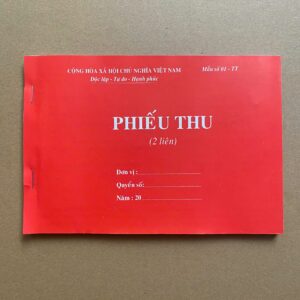 CỘNG HÒA XÃ HỘI CHỦ NGHĨA VIỆT NAM
Mẫu số 01 - TT
Độc lập - Tự do - Hạnh phúc
PHIẾU THU
(2 liên)
Đơn vị :
Quyển số:
Năm : 20